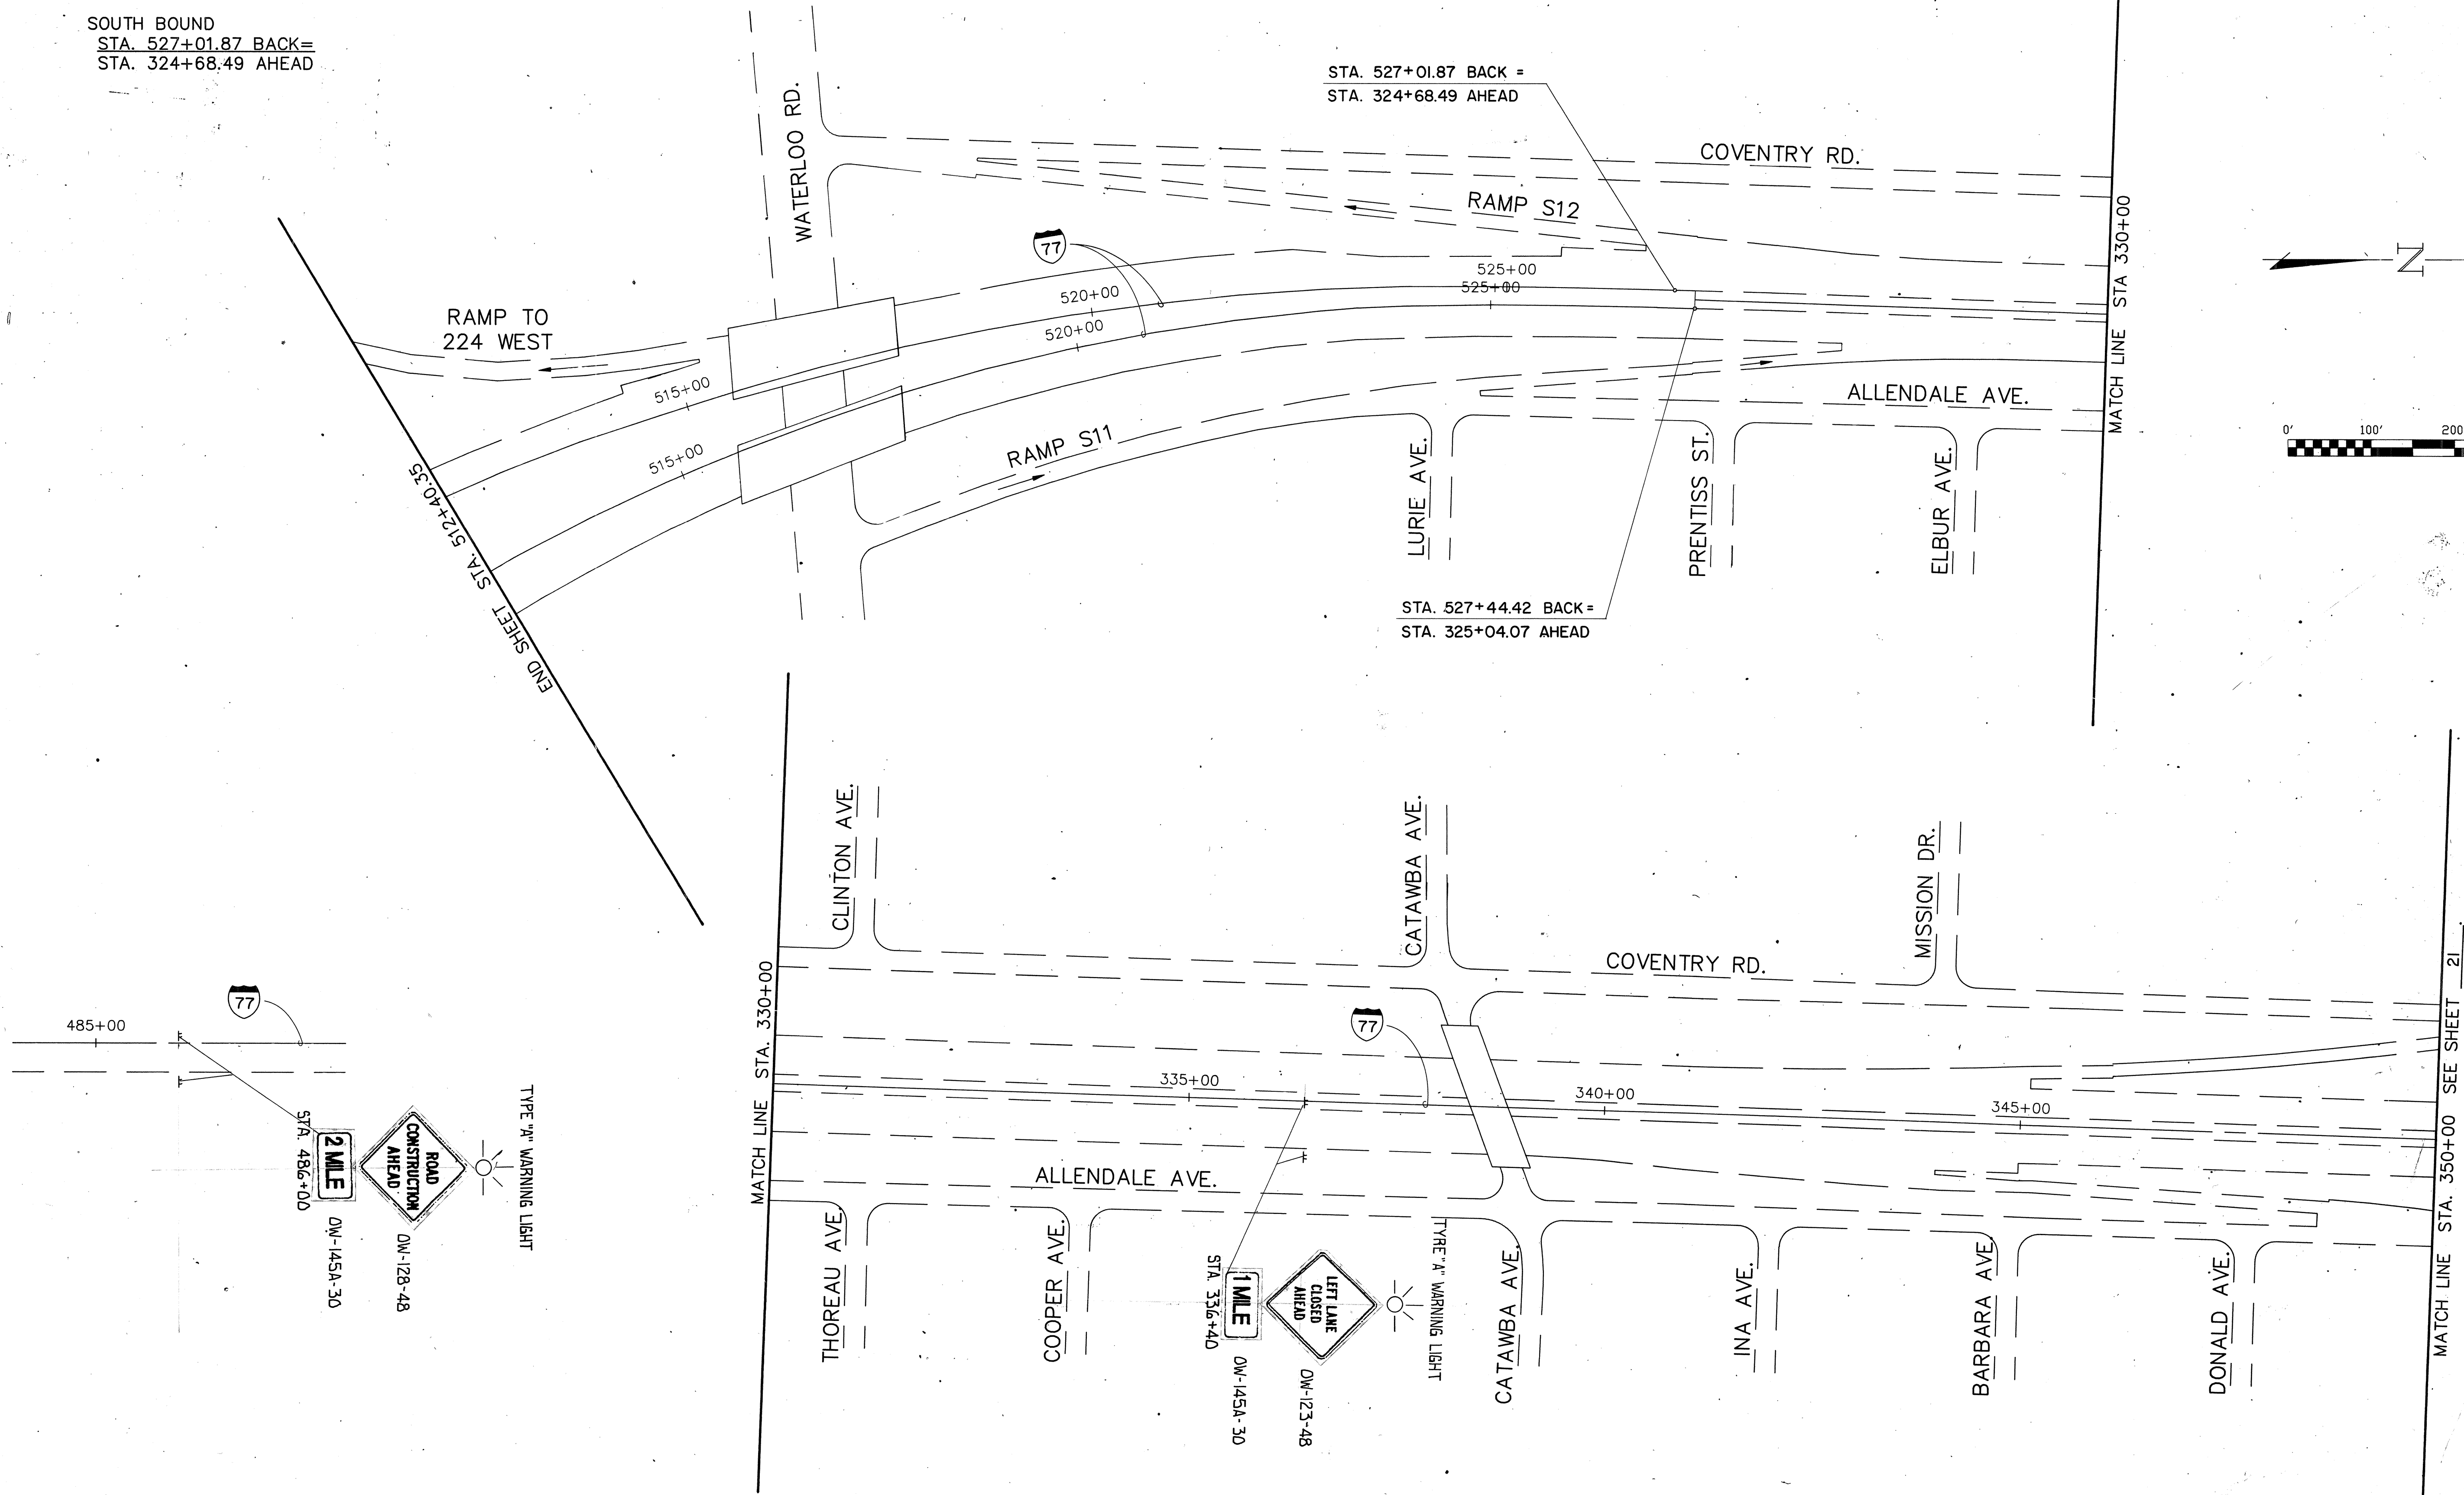 SOUTH BOUND
STA. 527+01.87 BACK=
STA. 324+68.49 AHEAD
WATERLOO RD.
STA. 527+01.87 BACK =
STA. 324+68.49 AHEAD
COVENTRY RD.
RAMP S12
77
525+00
525+00
520+00
520+00
RAMP TO
224 WEST
515+00
515+00
RAMP S11
ALLENDALE AVE.
LURIE AVE.
PRENTISS ST.
ELBUR AVE.
MATCH LINE STA 330+00
N
0' 100' 200
END SHEET STA. 512+40.35
STA. 527+44.42 BACK=
STA. 325+04.07 AHEAD
CLINTON AVE.
CATAWBA AVE.
MISSION DR.
COVENTRY RD.
77
77
485+00
335+00
340+00
345+00
MATCH LINE STA. 330+00
MATCH LINE STA. 350+00 SEE SHEET 21
ALLENDALE AVE.
THOREAU AVE.
COOPER AVE.
CATAWBA AVE.
INA AVE.
BARBARA AVE.
DONALD AVE.
TYPE "A" WARNING LIGHT
ROAD
CONSTRUCTION
AHEAD
2 MILE
STA. 486+00
OW-128-48
OW-145A-30
TYPE "A" WARNING LIGHT
LEFT LANE
CLOSED
AHEAD
1 MILE
STA. 336+40
OW-123-48
OW-145A-30